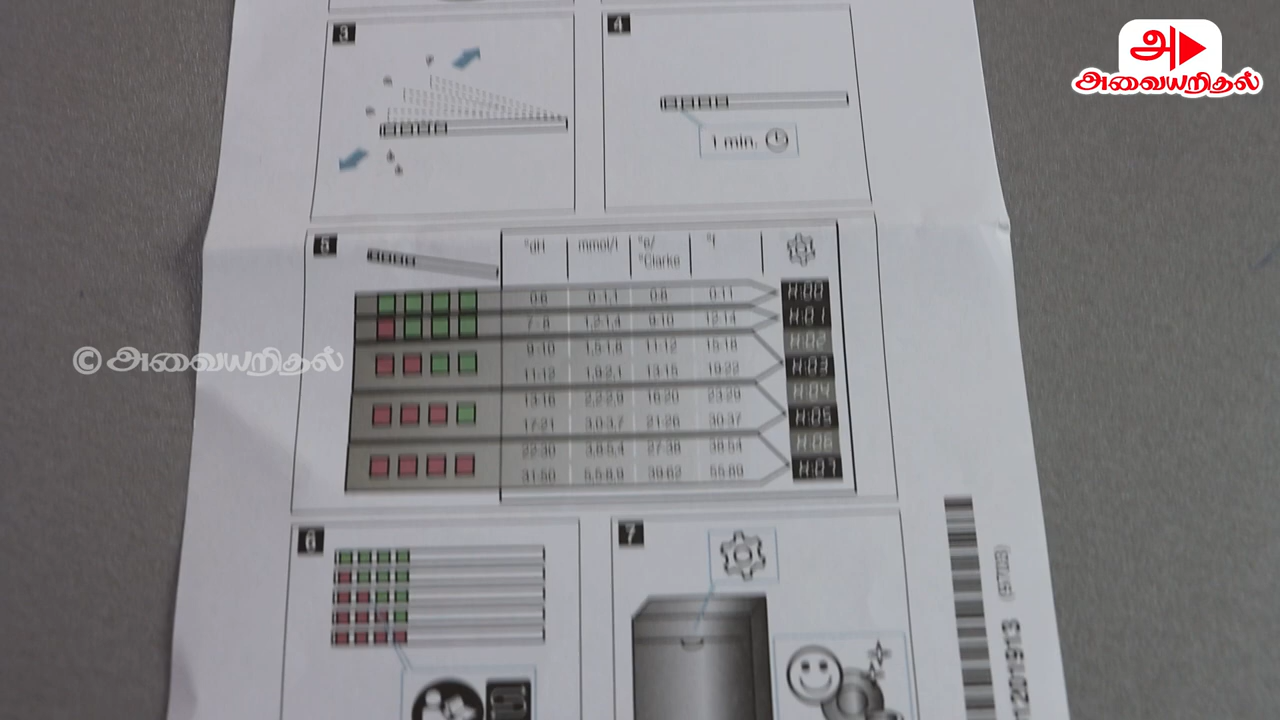 அ
அவையறிதல்
3
4
1 min.
5
°dH mmol/l °e/ °Clarke °f
0-6 0-1,1 0-8 0-11 H:00
7-8 1,2-1,4 9-10 12-14 H:01
9-10 1,5-1,8 11-12 15-18 H:02
11-12 1,9-2,1 13-15 19-22 H:03
13-16 2,2-2,9 16-20 23-29 H:04
17-21 3,0-3,7 21-26 30-37 H:05
22-30 3,8-5,4 27-38 38-54 H:06
31-50 5,5-8,9 39-62 55-89 H:07
© அவையறிதல்
6
7
(9703)